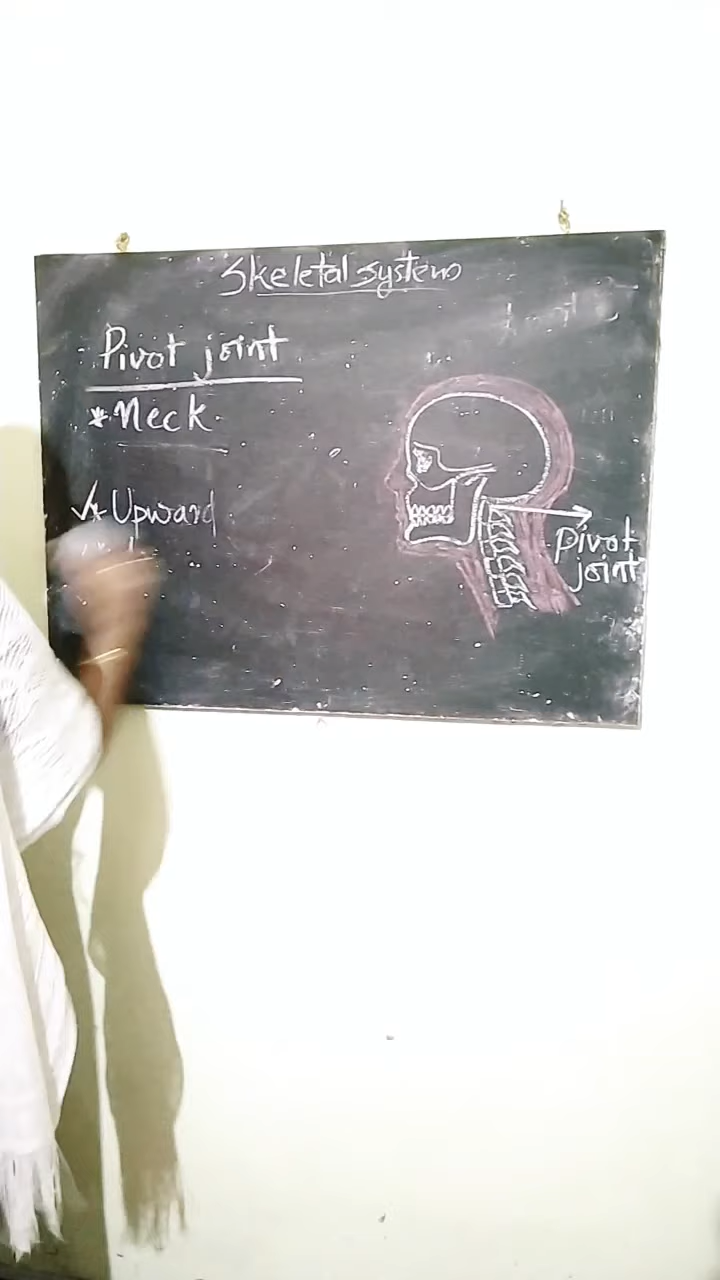 Skeletal system
Pivot joint
* Neck
✓* Upward
Pivot
joint